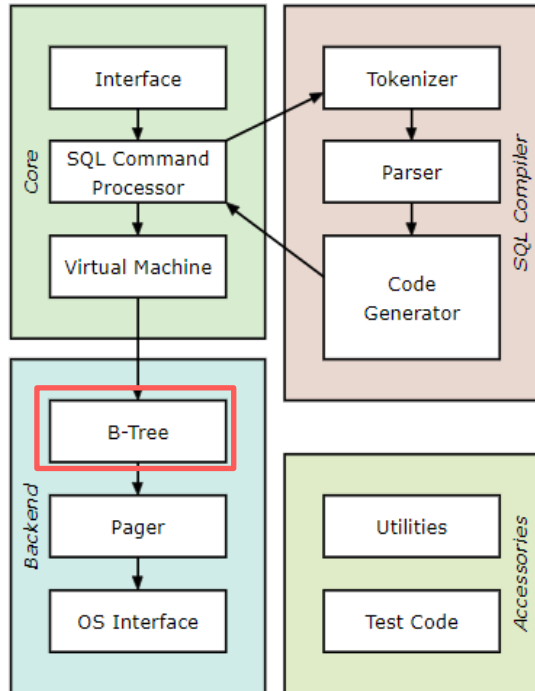 Interface
SQL Command
Processor
Virtual Machine
Core
Tokenizer
Parser
Code
Generator
SQL Compiler
B-Tree
Pager
OS Interface
Backend
Utilities
Test Code
Accessories